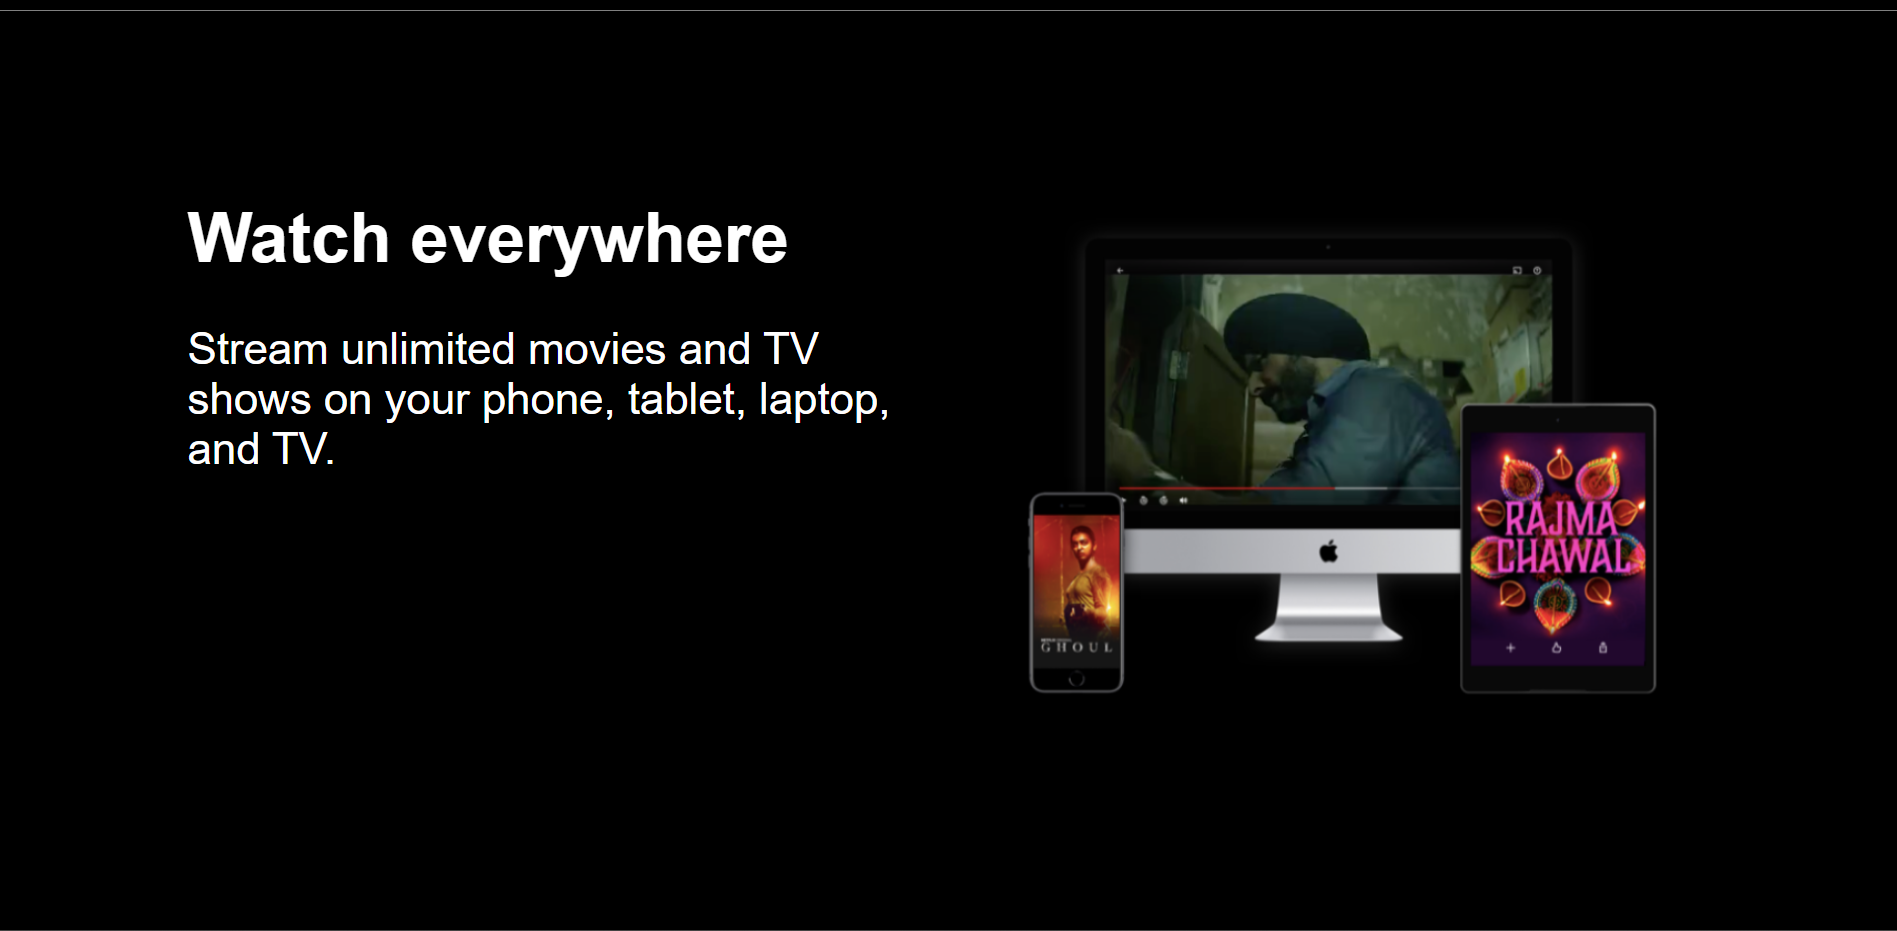 Watch everywhere
Stream unlimited movies and TV
shows on your phone, tablet, laptop,
and TV.
RAJMA
CHAWAL
GHOUL